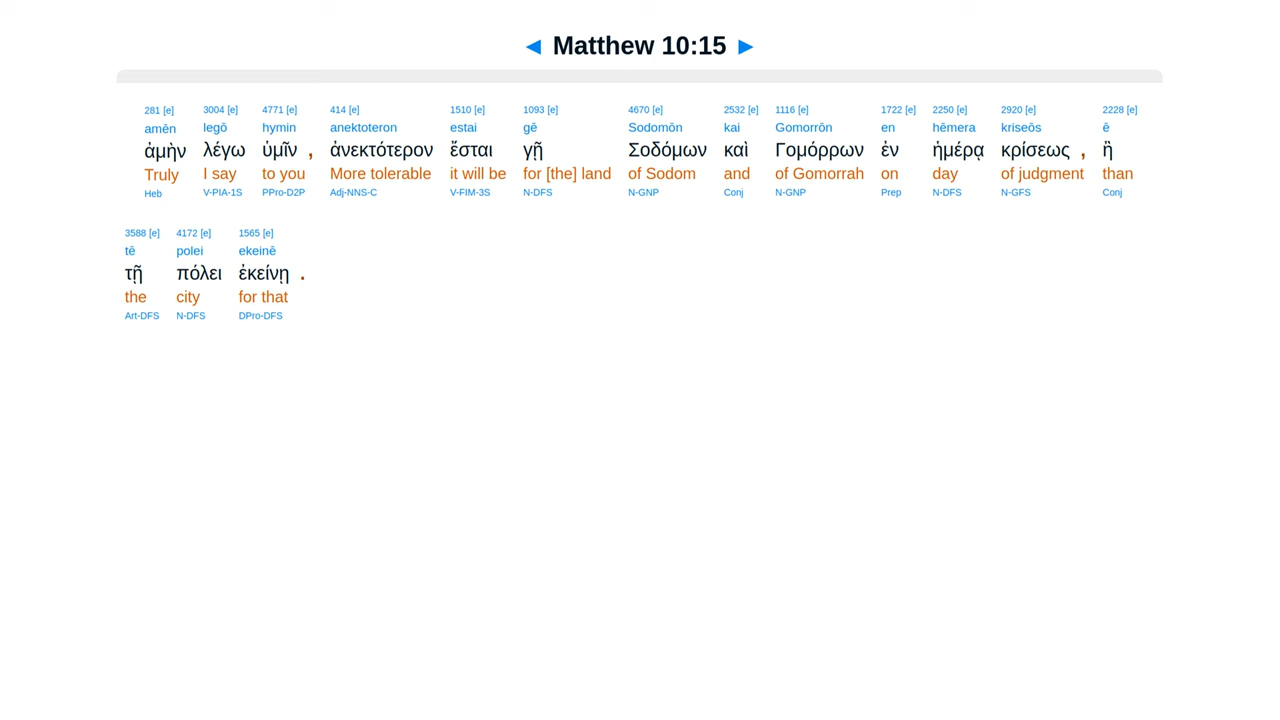 ◄ Matthew 10:15 ►
281 [e] 3004 [e] 4771 [e] 414 [e] 1510 [e] 1093 [e] 4670 [e] 2532 [e] 1116 [e] 1722 [e] 2250 [e] 2920 [e] 2228 [e]
amēn legō hymin anektoteron estai gē Sodomōn kai Gomorrōn en hēmera kriseōs ē
ἀμὴν λέγω ὑμῖν , ἀνεκτότερον ἔσται γῇ Σοδόμων καὶ Γομόρρων ἐν ἡμέρᾳ κρίσεως , ἢ
Truly I say to you More tolerable it will be for [the] land of Sodom and of Gomorrah on day of judgment than
Heb V-PIA-1S PPro-D2P Adj-NNS-C V-FIM-3S N-DFS N-GNP Conj N-GNP Prep N-DFS N-GFS Conj
3588 [e] 4172 [e] 1565 [e]
tē polei ekeinē
τῇ πόλει ἐκείνῃ .
the city for that
Art-DFS N-DFS DPro-DFS